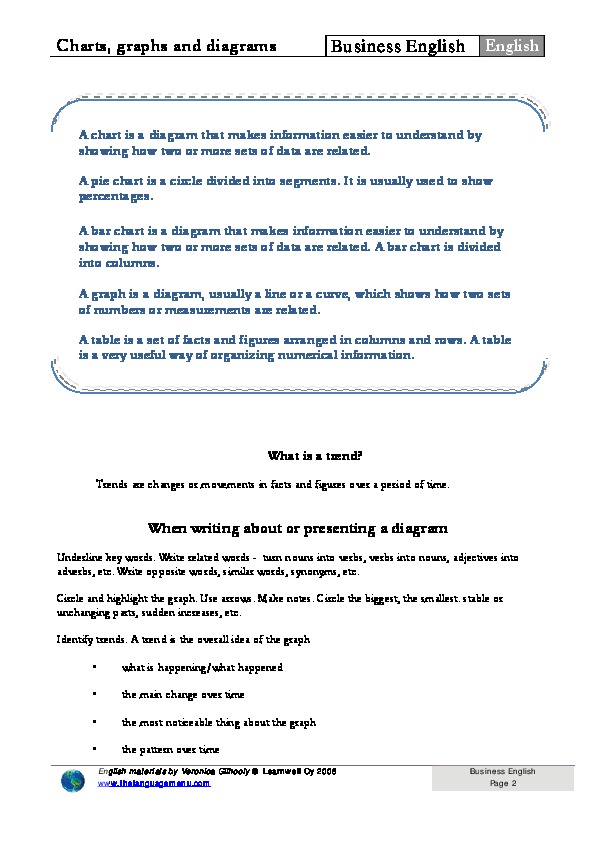 Charts, graphs and diagrams
Business English
English
A chart is a diagram that makes information easier to understand by
showing how two or more sets of data are related.
A pie chart is a circle divided into segments. It is usually used to show
percentages.
A bar chart is a diagram that makes information easier to understand by
showing how two or more sets of data are related. A bar chart is divided
into columns.
A graph is a diagram, usually a line or a curve, which shows how two sets
of numbers or measurements are related.
A table is a set of facts and figures arranged in columns and rows. A table
is a very useful way of organizing numerical information.
What is a trend?
Trends are changes or movements in facts and figures over a period of time.
When writing about or presenting a diagram
Underline key words. Write related words - turn nouns into verbs, verbs into nouns, adjectives into
adverbs, etc. Write opposite words, similar words, synonyms, etc.
Circle and highlight the graph. Use arrows. Make notes. Circle the biggest, the smallest. stable or
unchanging parts, sudden increases, etc.
Identify trends. A trend is the overall idea of the graph
• what is happening/what happened
• the main change over time
• the most noticeable thing about the graph
• the pattern over time
English materials by Veronica Gilhooly © Learnwell Oy 2006
www.thelanguagemenu.com
Business English
Page 2